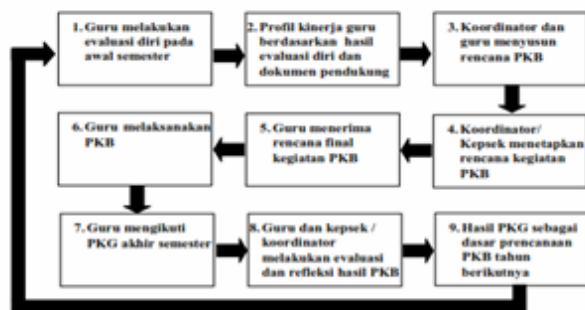 1. Guru melakukan
evaluasi diri pada
awal semester
2. Profil kinerja guru
berdasarkan hasil
evaluasi diri dan
dokumen pendukung
3. Koordinator dan
guru menyusun
rencana PKB
6. Guru melaksanakan
PKB
5. Guru menerima
rencana final
kegiatan PKB
4. Koordinator/
Kepsek menetapkan
rencana kegiatan
PKB
7. Guru mengikuti
PKG akhir semester
8. Guru dan kepsek /
koordinator
melakukan evaluasi
dan refleksi hasil PKB
9. Hasil PKG sebagai
dasar prencanaan
PKB tahun
berikutnya